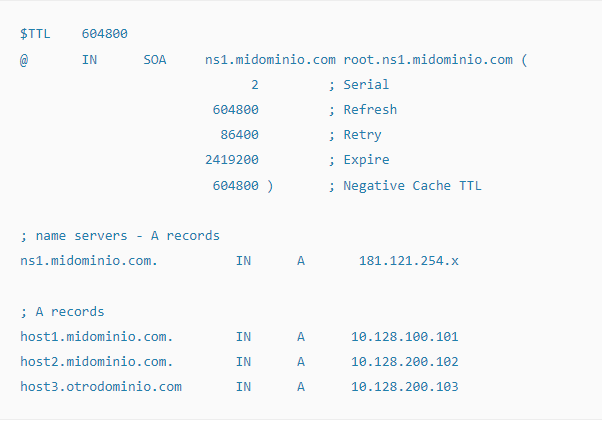 $TTL    604800
@       IN      SOA     ns1.midominio.com root.ns1.midominio.com (
                              2         ; Serial
                         604800         ; Refresh
                          86400         ; Retry
                        2419200         ; Expire
                         604800 )       ; Negative Cache TTL

; name servers - A records
ns1.midominio.com.          IN      A       181.121.254.x

; A records
host1.midominio.com.        IN      A      10.128.100.101
host2.midominio.com.        IN      A      10.128.200.102
host3.otrodominio.com       IN      A      10.128.200.103